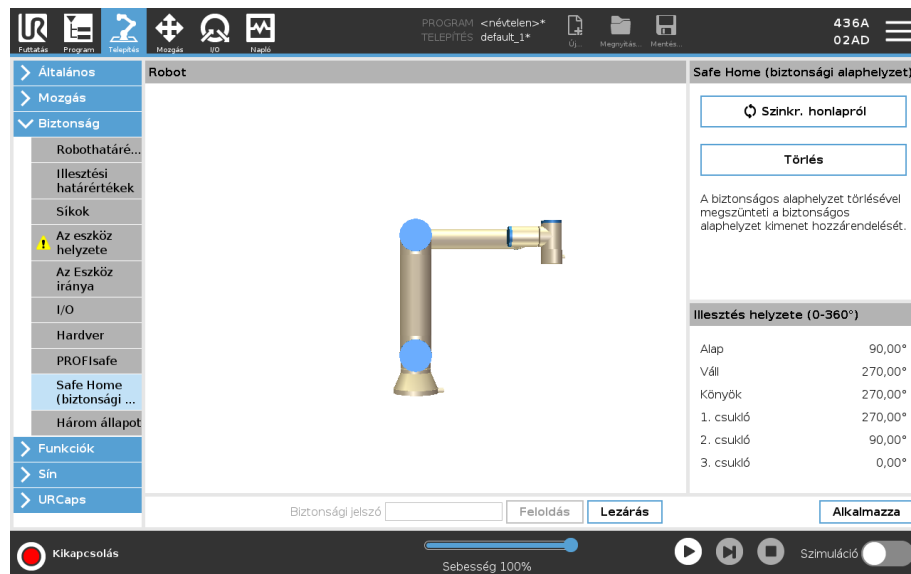 PROGRAM <névtelen>*
TELEPÍTÉS default_1*
436A
02AD
Futtatás Program Telepítés Mozgás I/O Napló
Új... Megnyitás... Mentés...
Általános
Mozgás
Biztonság
Robothatáré...
Illesztési
határértékek
Síkok
Az eszköz
helyzete
Az Eszköz
iránya
I/O
Hardver
PROFIsafe
Safe Home
(biztonsági ...
Három állapot
Funkciók
Sín
URCaps
Robot
Safe Home (biztonsági alaphelyzet)
Szinkr. honlapról
Törlés
A biztonságos alaphelyzet törlésével
megszünteti a biztonságos
alaphelyzet kimenet hozzárendelését.
Illesztés helyzete (0-360°)
Alap 90,00°
Váll 270,00°
Könyök 270,00°
1. csukló 270,00°
2. csukló 90,00°
3. csukló 0,00°
Biztonsági jelszó Feloldás Lezárás Alkalmazza
Kikapcsolás
Sebesség 100%
Szimuláció